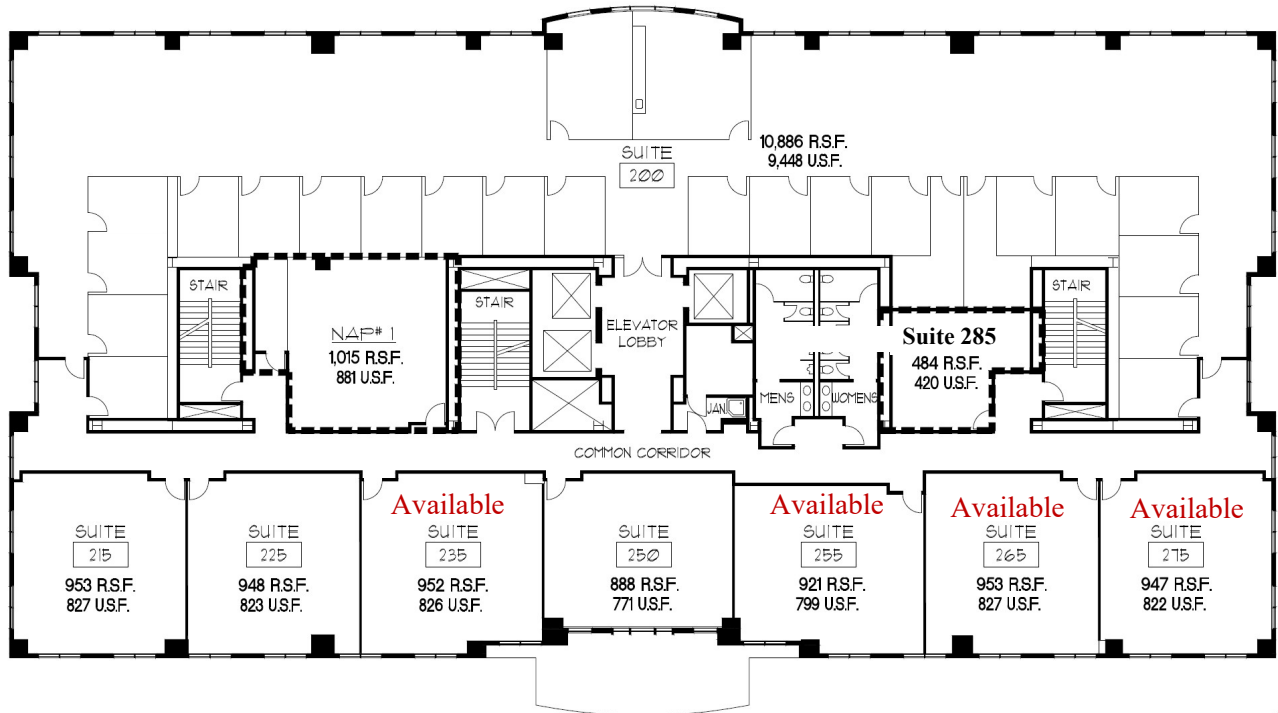 10,886 R.S.F.
9,448 U.S.F.
SUITE
200
STAIR
NAP# 1
1,015 R.S.F.
881 U.S.F.
STAIR
ELEVATOR
LOBBY
JAN.
MENS
WOMENS
Suite 285
484 R.S.F.
420 U.S.F.
STAIR
COMMON CORRIDOR
SUITE
215
953 R.S.F.
827 U.S.F.
SUITE
225
948 R.S.F.
823 U.S.F.
Available
SUITE
235
952 R.S.F.
826 U.S.F.
SUITE
250
888 R.S.F.
771 U.S.F.
Available
SUITE
255
921 R.S.F.
799 U.S.F.
Available
SUITE
265
953 R.S.F.
827 U.S.F.
Available
SUITE
275
947 R.S.F.
822 U.S.F.